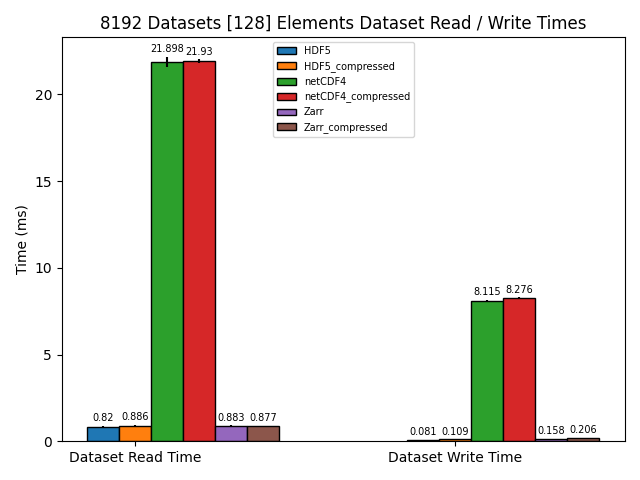 8192 Datasets [128] Elements Dataset Read / Write Times
HDF5
HDF5_compressed
netCDF4
netCDF4_compressed
Zarr
Zarr_compressed
Time (ms)
20
15
10
5
0
0.82
0.886
21.898
21.93
0.883
0.877
0.081
0.109
8.115
8.276
0.158
0.206
Dataset Read Time
Dataset Write Time